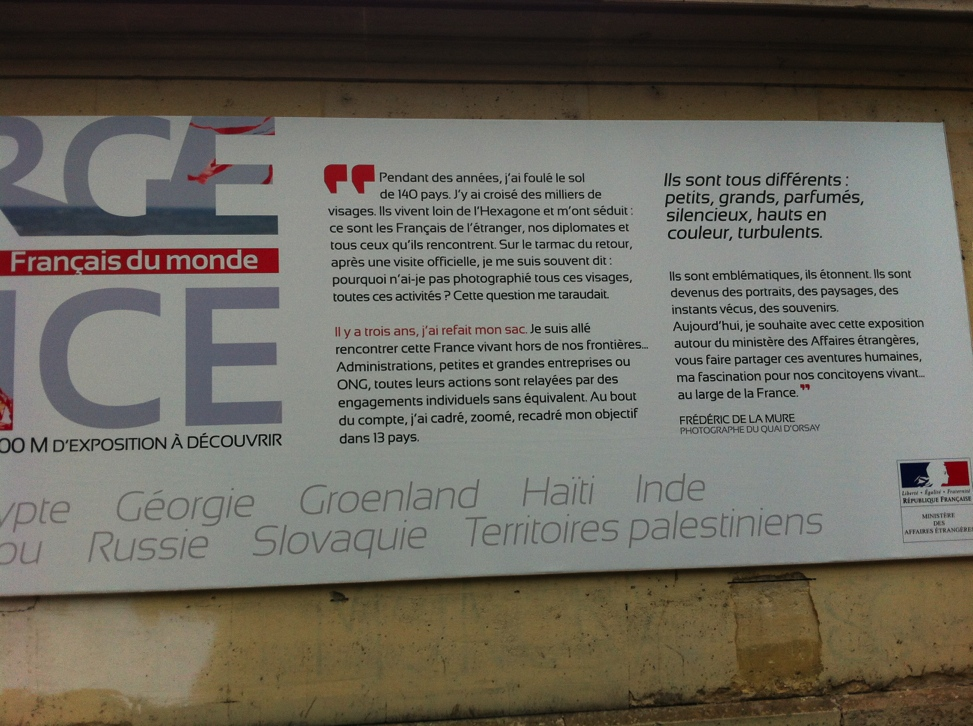 RGE
Français du monde
NCE
00 M D'EXPOSITION À DÉCOUVRIR
Pendant des années, j'ai foulé le sol
de 140 pays. J'y ai croisé des milliers de
visages. Ils vivent loin de l'Hexagone et m'ont séduit :
ce sont les Français de l'étranger, nos diplomates et
tous ceux qu'ils rencontrent. Sur le tarmac du retour,
après une visite officielle, je me suis souvent dit :
pourquoi n'ai-je pas photographié tous ces visages,
toutes ces activités ? Cette question me taraudait.
Il y a trois ans, j'ai refait mon sac. Je suis allé
rencontrer cette France vivant hors de nos frontières...
Administrations, petites et grandes entreprises ou
ONG, toutes leurs actions sont relayées par des
engagements individuels sans équivalent. Au bout
du compte, j'ai cadré, zoomé, recadré mon objectif
dans 13 pays.
Ils sont tous différents :
petits, grands, parfumés,
silencieux, hauts en
couleur, turbulents.
Ils sont emblématiques, ils étonnent. Ils sont
devenus des portraits, des paysages, des
instants vécus, des souvenirs.
Aujourd'hui, je souhaite avec cette exposition
autour du ministère des Affaires étrangères,
vous faire partager ces aventures humaines,
ma fascination pour nos concitoyens vivant...
au large de la France.”
FRÉDÉRIC DE LA MURE
PHOTOGRAPHE DU QUAI D'ORSAY
ypte Géorgie Groenland Haïti Inde
ou Russie Slovaquie Territoires palestiniens
Liberté • Égalité • Fraternité
RÉPUBLIQUE FRANÇAISE
MINISTÈRE
DES
AFFAIRES ÉTRANGÈRES